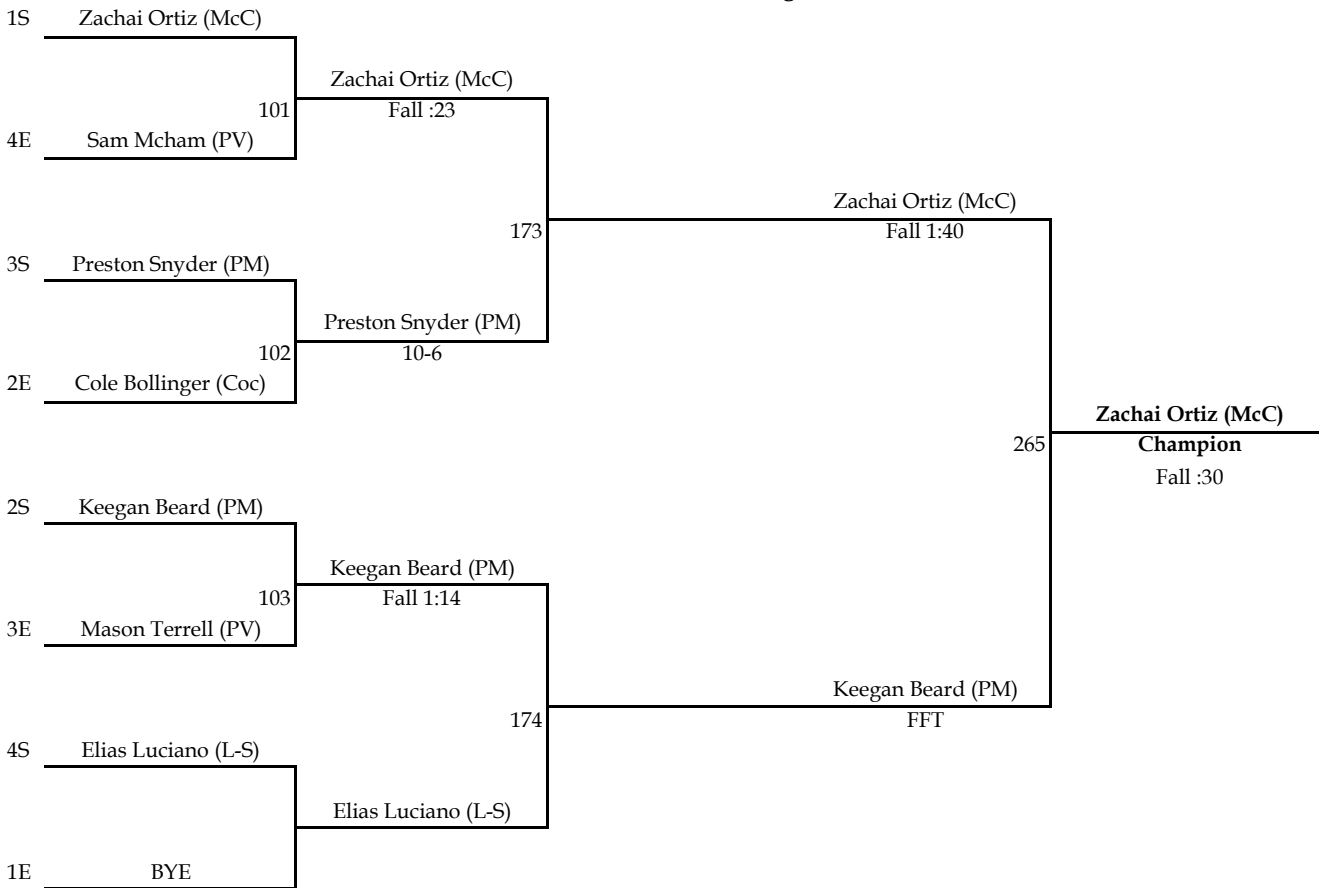 1S Zachai Ortiz (McC)
Zachai Ortiz (McC)
101 Fall :23
4E Sam Mcham (PV)
Zachai Ortiz (McC)
173 Fall 1:40
3S Preston Snyder (PM)
Preston Snyder (PM)
102 10-6
2E Cole Bollinger (Coc)
Zachai Ortiz (McC)
265 Champion
Fall :30
2S Keegan Beard (PM)
Keegan Beard (PM)
103 Fall 1:14
3E Mason Terrell (PV)
Keegan Beard (PM)
174 FFT
4S Elias Luciano (L-S)
Elias Luciano (L-S)
1E BYE